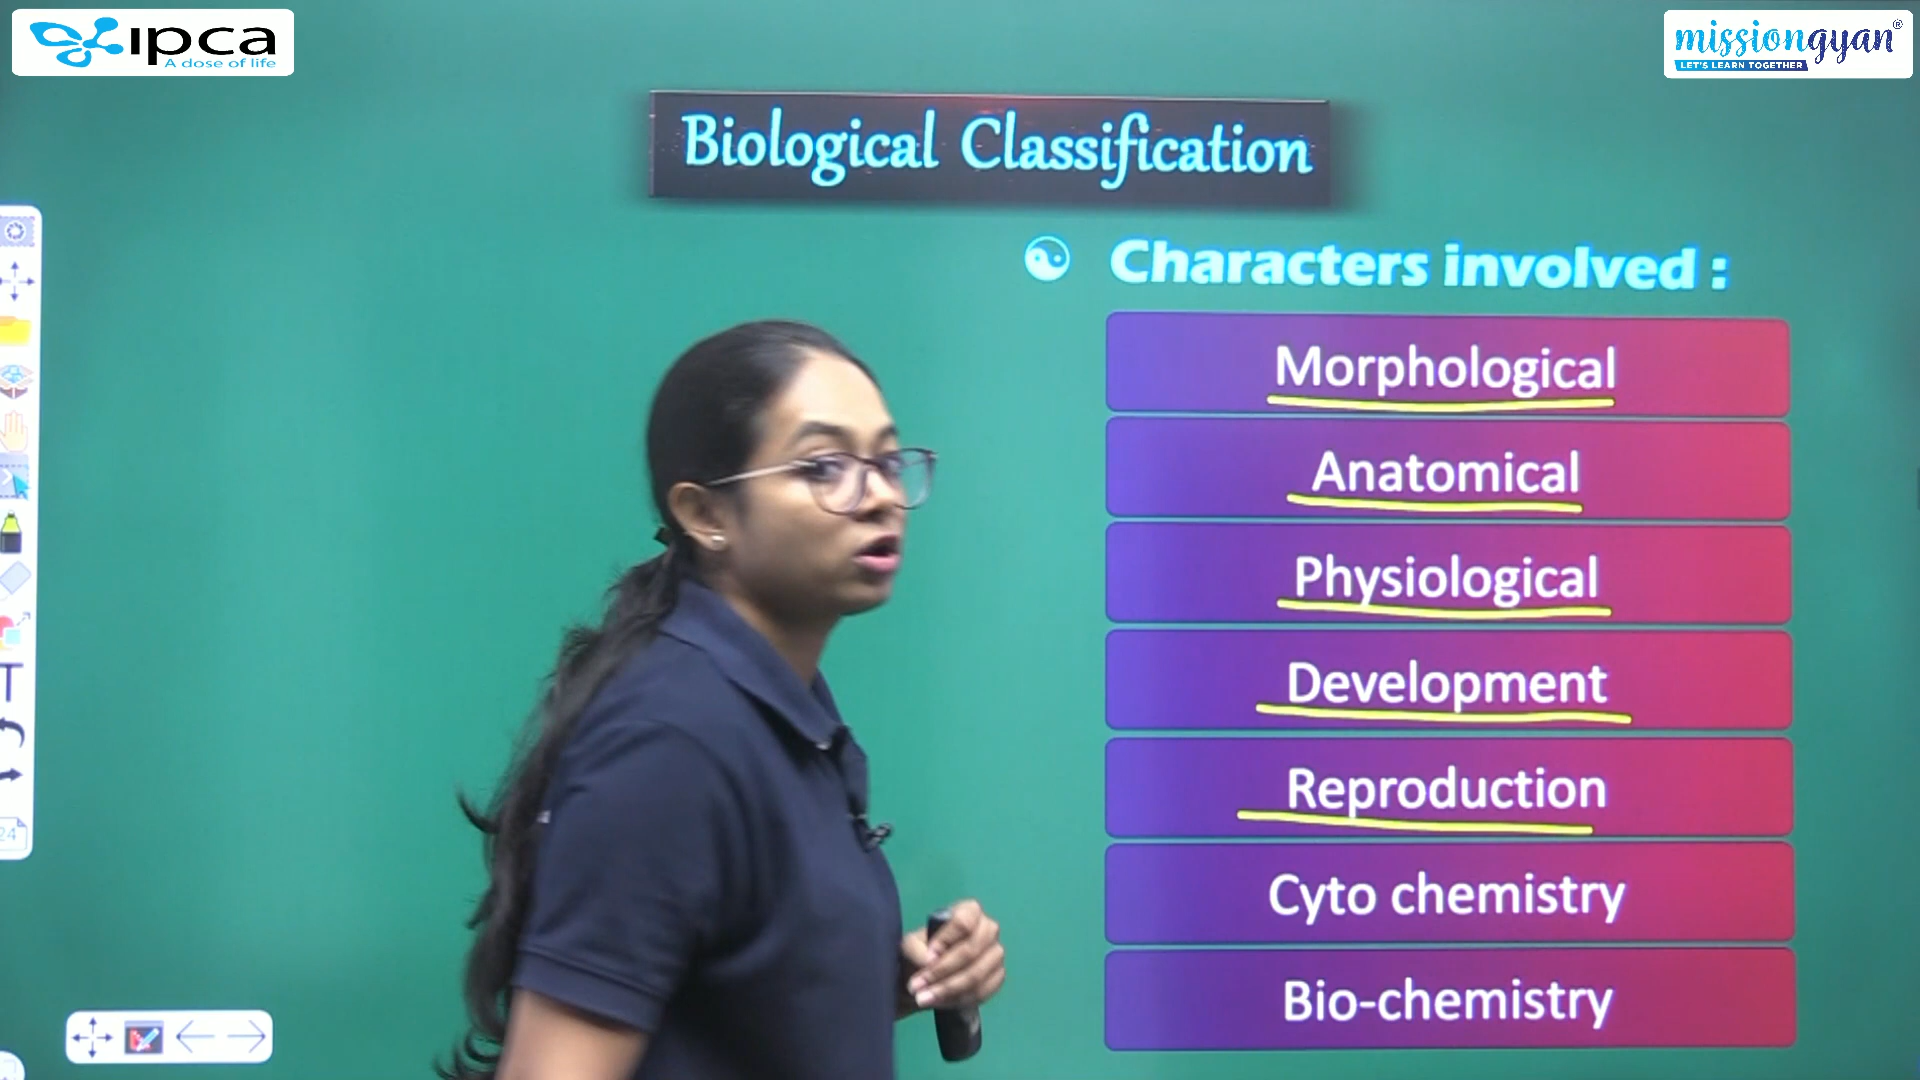 ipca
A dose of life
missiongyan®
LET'S LEARN TOGETHER
Biological Classification
Characters involved :
Morphological
Anatomical
Physiological
Development
Reproduction
Cyto chemistry
Bio-chemistry
T
24